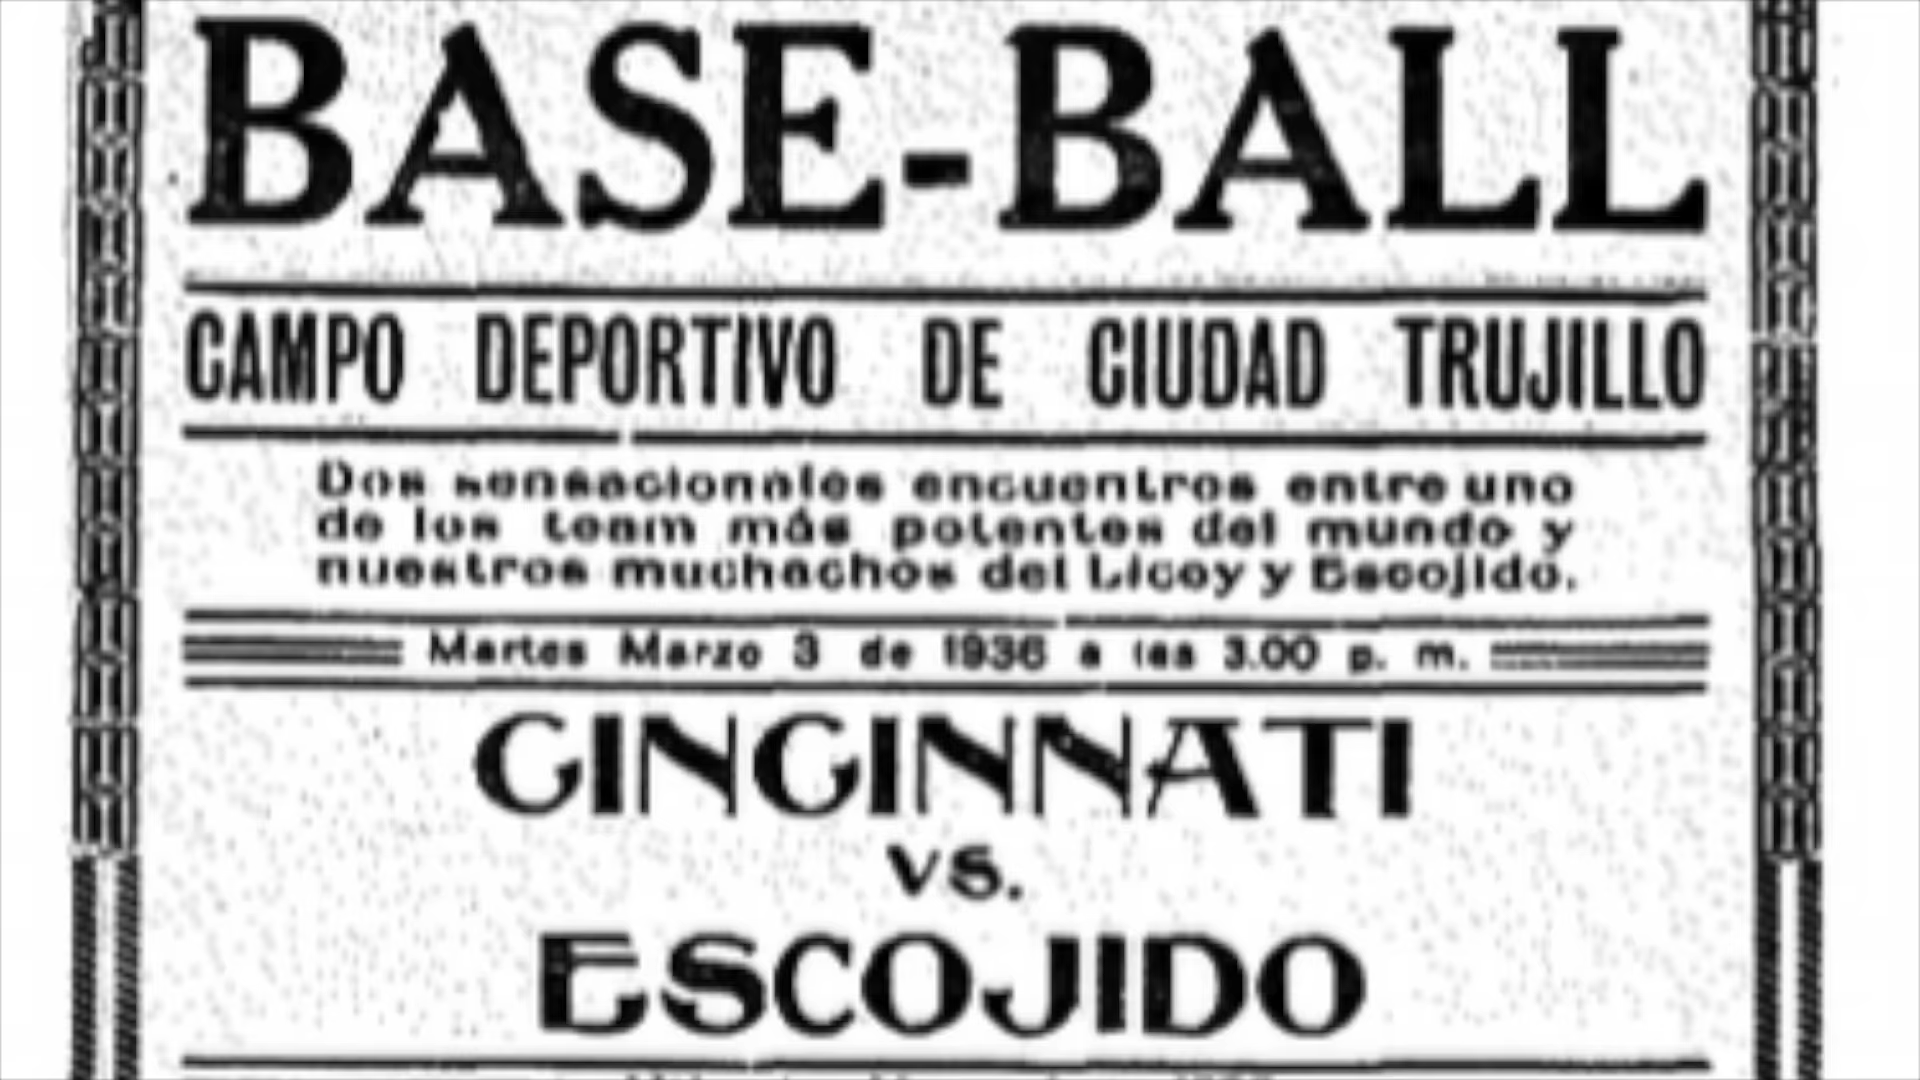 BASE-BALL
CAMPO DEPORTIVO DE CIUDAD TRUJILLO
Dos sensacionales encuentros entre uno
de los team más potentes del mundo y
nuestros muchachos del Licey y Escojido.
Martes Marzo 3 de 1936 a las 3.00 p. m.
CINCINNATI
vs.
ESCOJIDO